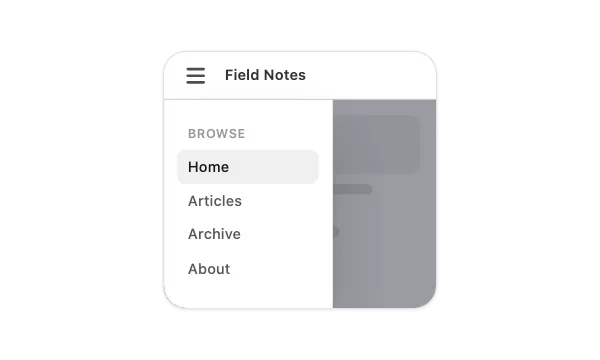 Field Notes
BROWSE
Home
Articles
Archive
About